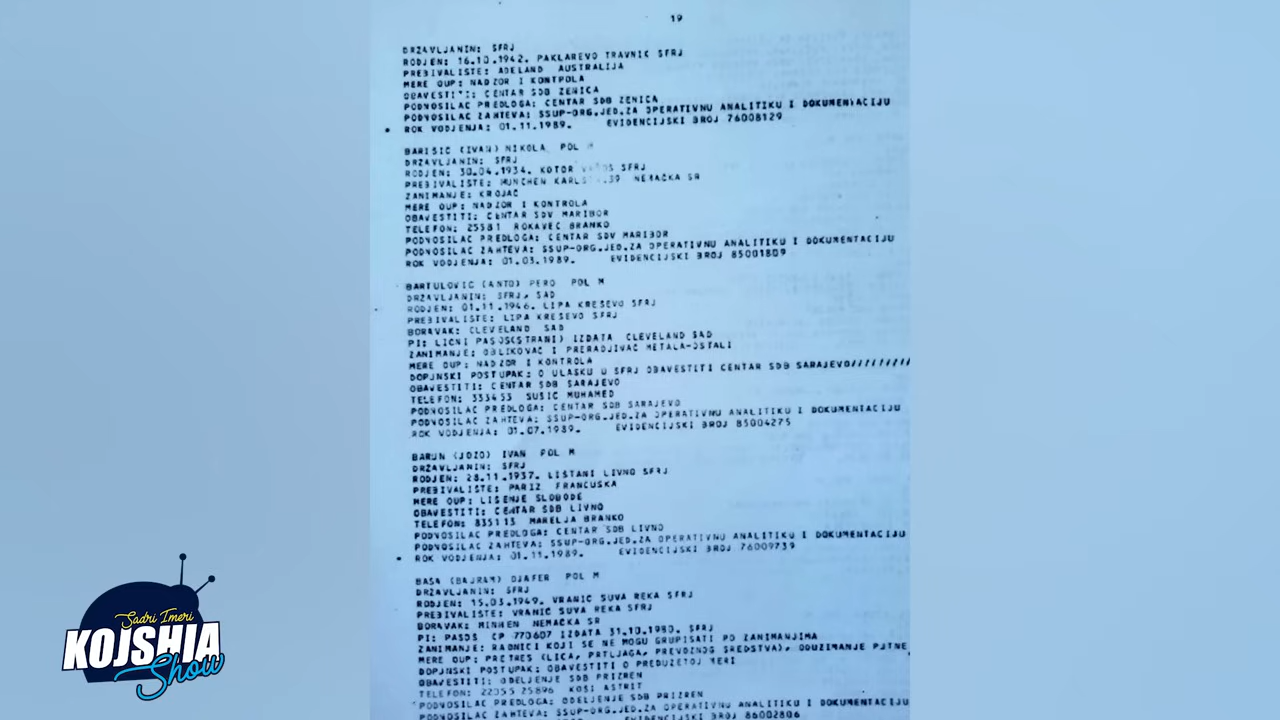 19
DRZAVLJANIN: SFRJ
RODJEN: 16.10.1942. PAKLAREVO TRAVNIK SFRJ
PREBIVALISTE: ADELAND AUSTRALIJA
MERE OUP: NADZOR I KONTROLA
OBAVESTITI: CENTAR SDB ZENICA
PODNOSILAC PREDLOGA: CENTAR SDB ZENICA
PODNOSILAC ZAHTEVA: SSUP-ORG.JED.ZA OPERATIVNU ANALITIKU I DOKUMENTACIJU
ROK VODJENJA: 01.11.1989. EVIDENCIJSKI BROJ 76008129
BARISIC (IVAN) NIKOLA POL M
DRZAVLJANIN: SFRJ
RODJEN: 30.04.1934. KOTOR SFRJ
PREBIVALISTE: MUNCHEN NEMACKA SR
ZANIMANJE: KROJAC
MERE OUP: NADZOR I KONTROLA
OBAVESTITI: CENTAR SDV MARIBOR
TELEFON: 25581 ROKAVEC BRANKO
PODNOSILAC PREDLOGA: CENTAR SDV MARIBOR
PODNOSILAC ZAHTEVA: SSUP-ORG.JED.ZA OPERATIVNU ANALITIKU I DOKUMENTACIJU
ROK VODJENJA: 01.03.1989. EVIDENCIJSKI BROJ 85001809
BARTULOVIC (ANTO) PERO POL M
DRZAVLJANIN: SFRJ, SAD
RODJEN: 01.11.1946. LIPA KRESEVO SFRJ
PREBIVALISTE: LIPA KRESEVO SFRJ
BORAVAK: CLEVELAND SAD
PI: LICNI PASOS(STRANI) IZDATA CLEVELAND SAD
ZANIMANJE: OBLIKOVAC I PRERADJIVAC METALA-OSTALI
MERE OUP: NADZOR I KONTROLA
DOPJNSKI POSTUPAK: O ULASKU U SFRJ OBAVESTITI CENTAR SDB SARAJEVO//////////
OBAVESTITI: CENTAR SDB SARAJEVO
TELEFON: 333453 SUSIC MUHAMED
PODNOSILAC PREDLOGA: CENTAR SDB SARAJEVO
PODNOSILAC ZAHTEVA: SSUP-ORG.JED.ZA OPERATIVNU ANALITIKU I DOKUMENTACIJU
ROK VODJENJA: 01.07.1989. EVIDENCIJSKI BROJ 85004275
BARUN (JOZO) IVAN POL M
DRZAVLJANIN: SFRJ
RODJEN: 28.11.1937. LISTANI LIVNO SFRJ
PREBIVALISTE: PARIZ FRANCUSKA
MERE OUP: LISENJE SLOBODE
OBAVESTITI: CENTAR SDB LIVNO
TELEFON: 835113 MARELJA BRANKO
PODNOSILAC PREDLOGA: CENTAR SDB LIVNO
PODNOSILAC ZAHTEVA: SSUP-ORG.JED.ZA OPERATIVNU ANALITIKU I DOKUMENTACIJU
ROK VODJENJA: 01.11.1989. EVIDENCIJSKI BROJ 76009739
BASA (BAJRAM) DJAFER POL M
DRZAVLJANIN: SFRJ
RODJEN: 15.03.1949. VRANIC SUVA REKA SFRJ
PREBIVALISTE: VRANIC SUVA REKA SFRJ
BORAVAK: MINHEN NEMACKA SR
PI: PASOS CP 770607 IZDATA 31.10.1980. SFRJ
ZANIMANJE: RADNICI KOJI SE NE MOGU GRUPISATI PO ZANIMANJIMA
MERE OUP: PRETRES (LICA, PRTLJAGA, PREVOZNOG SREDSTVA), ODUZIMANJE PJTNE
DOPJNSKI POSTUPAK: OBAVESTITI O PREDUZETOJ MERI
OBAVESTITI: ODELJENJE SDB PRIZREN
TELEFON: 22355 25896 KOSI ASTRIT
PODNOSILAC PREDLOGA: ODELJENJE SDB PRIZREN
PODNOSILAC ZAHTEVA: SSUP-ORG.JED.ZA OPERATIVNU ANALITIKU I DOKUMENTACIJU
EVIDENCIJSKI BROJ 86002806
Sadri Imeri
KOJSHIA
Show